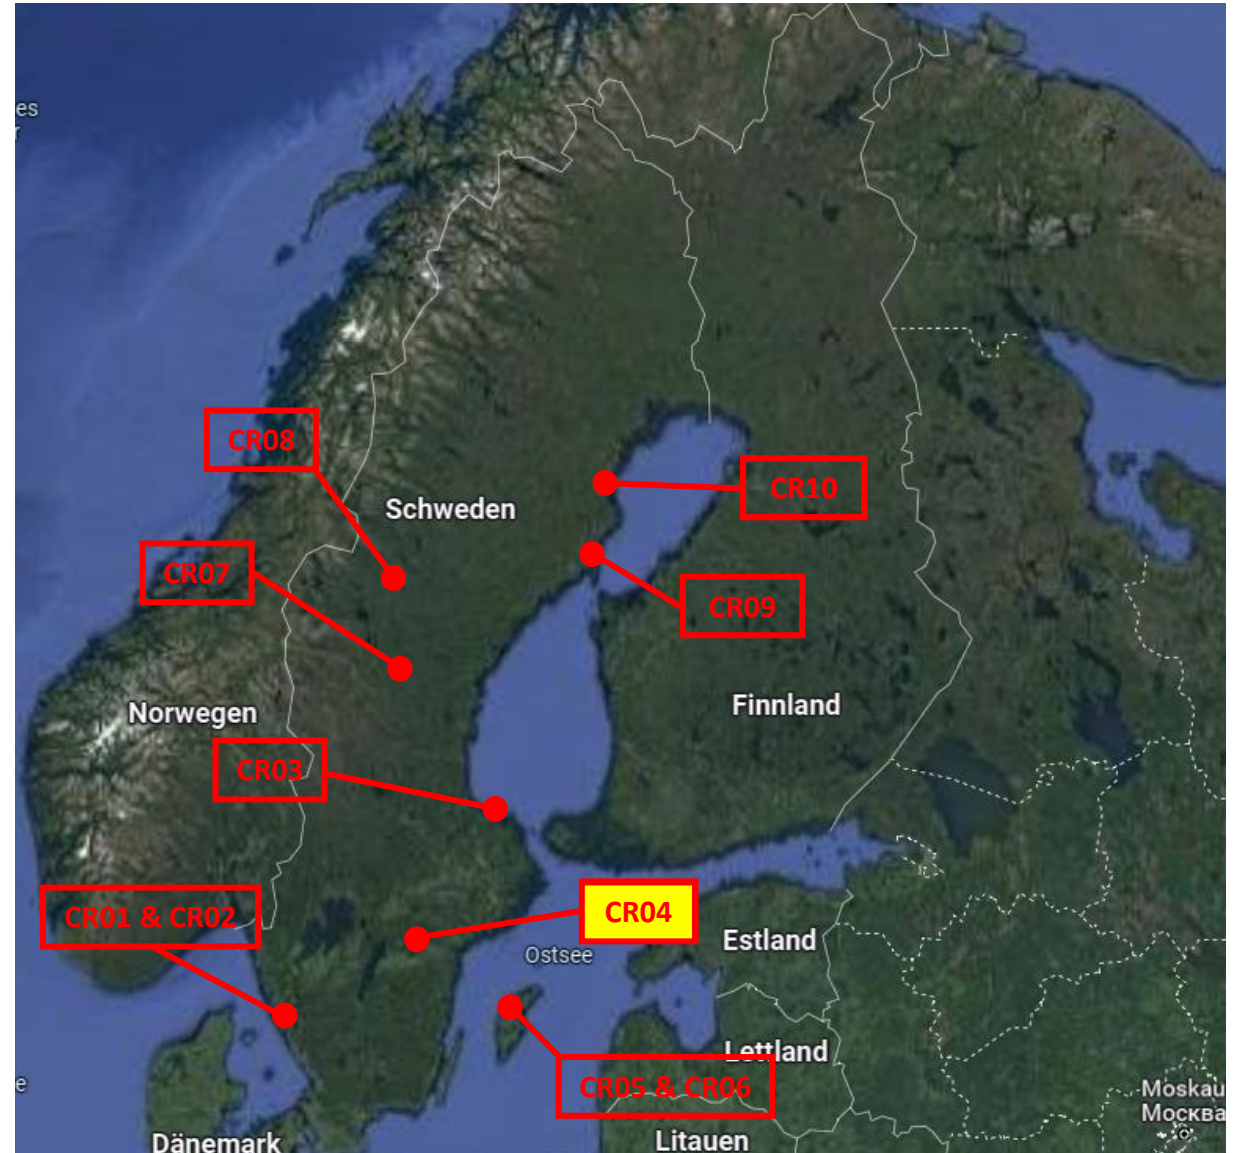 es
r
CR08
CR10
Schweden
CR07
CR09
Norwegen
Finnland
CR03
CR01 & CR02
CR04
Estland
Ostsee
Lettland
CR05 & CR06
e
Moskau
Москва
Dänemark
Litauen